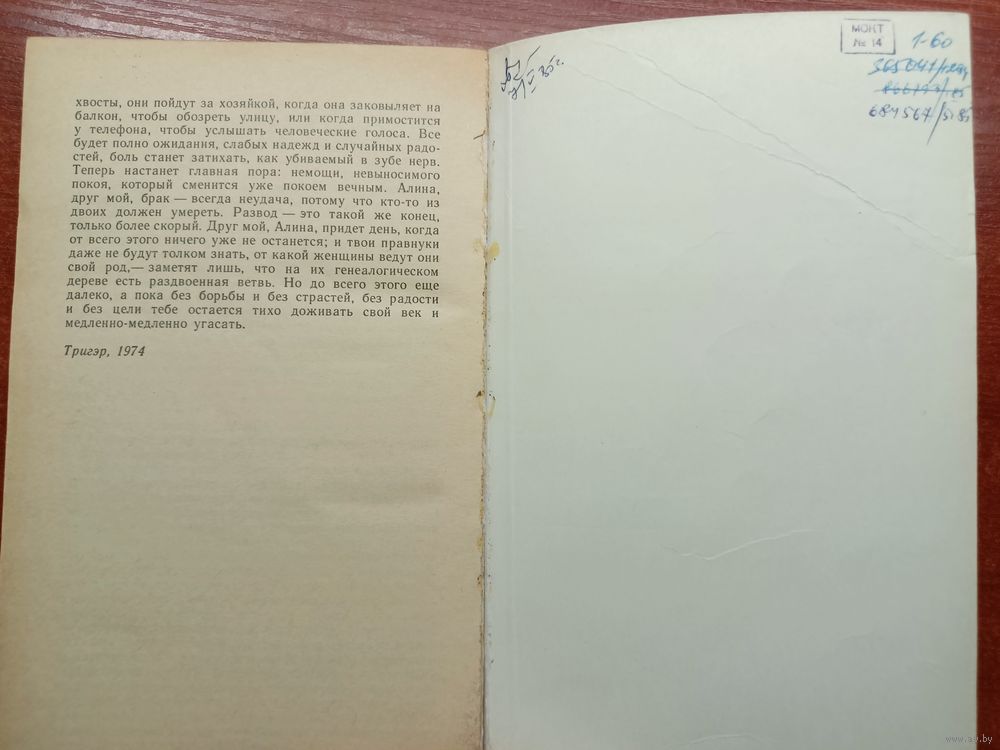 хвосты, они пойдут за хозяйкой, когда она заковыляет на
балкон, чтобы обозреть улицу, или когда примостится
у телефона, чтобы услышать человеческие голоса. Все
будет полно ожидания, слабых надежд и случайных радо-
стей, боль станет затихать, как убиваемый в зубе нерв.
Теперь настанет главная пора: немощи, невыносимого
покоя, который сменится уже покоем вечным. Алина,
друг мой, брак — всегда неудача, потому что кто-то из
двоих должен умереть. Развод — это такой же конец,
только более скорый. Друг мой, Алина, придет день, когда
от всего этого ничего уже не останется; и твои правнуки
даже не будут толком знать, от какой женщины ведут они
свой род,— заметят лишь, что на их генеалогическом
дереве есть раздвоенная ветвь. Но до всего этого еще
далеко, а пока без борьбы и без страстей, без радости
и без цели тебе остается тихо доживать свой век и
медленно-медленно угасать.
Тригэр, 1974
МОКТ
№ 14
1-60
www.ay.by